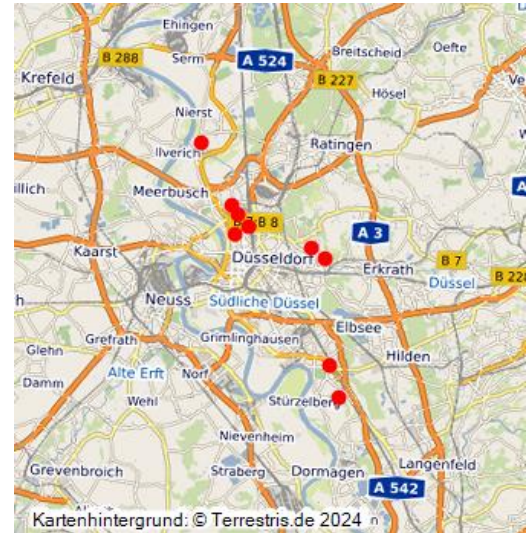 Ehingen
B 288
Serm
A 524
Breitscheid
Oefte
Krefeld
B 227
Hösel
Nierst
Ilverich
Ratingen
Meerbusch
B 8
A 3
Kaarst
Düsseldorf
Erkrath
B 7
B 228
Düssel
Neuss
Südliche Düssel
Elbsee
Grefrath
Grimlinghausen
Hilden
Glehn
Norf
Damm
Alte Erft
Wehl
Stürzelberg
Nievenheim
Langenfeld
Grevenbroich
Straberg
Dormagen
A 542
Kartenhintergrund: © Terrestris.de 2024